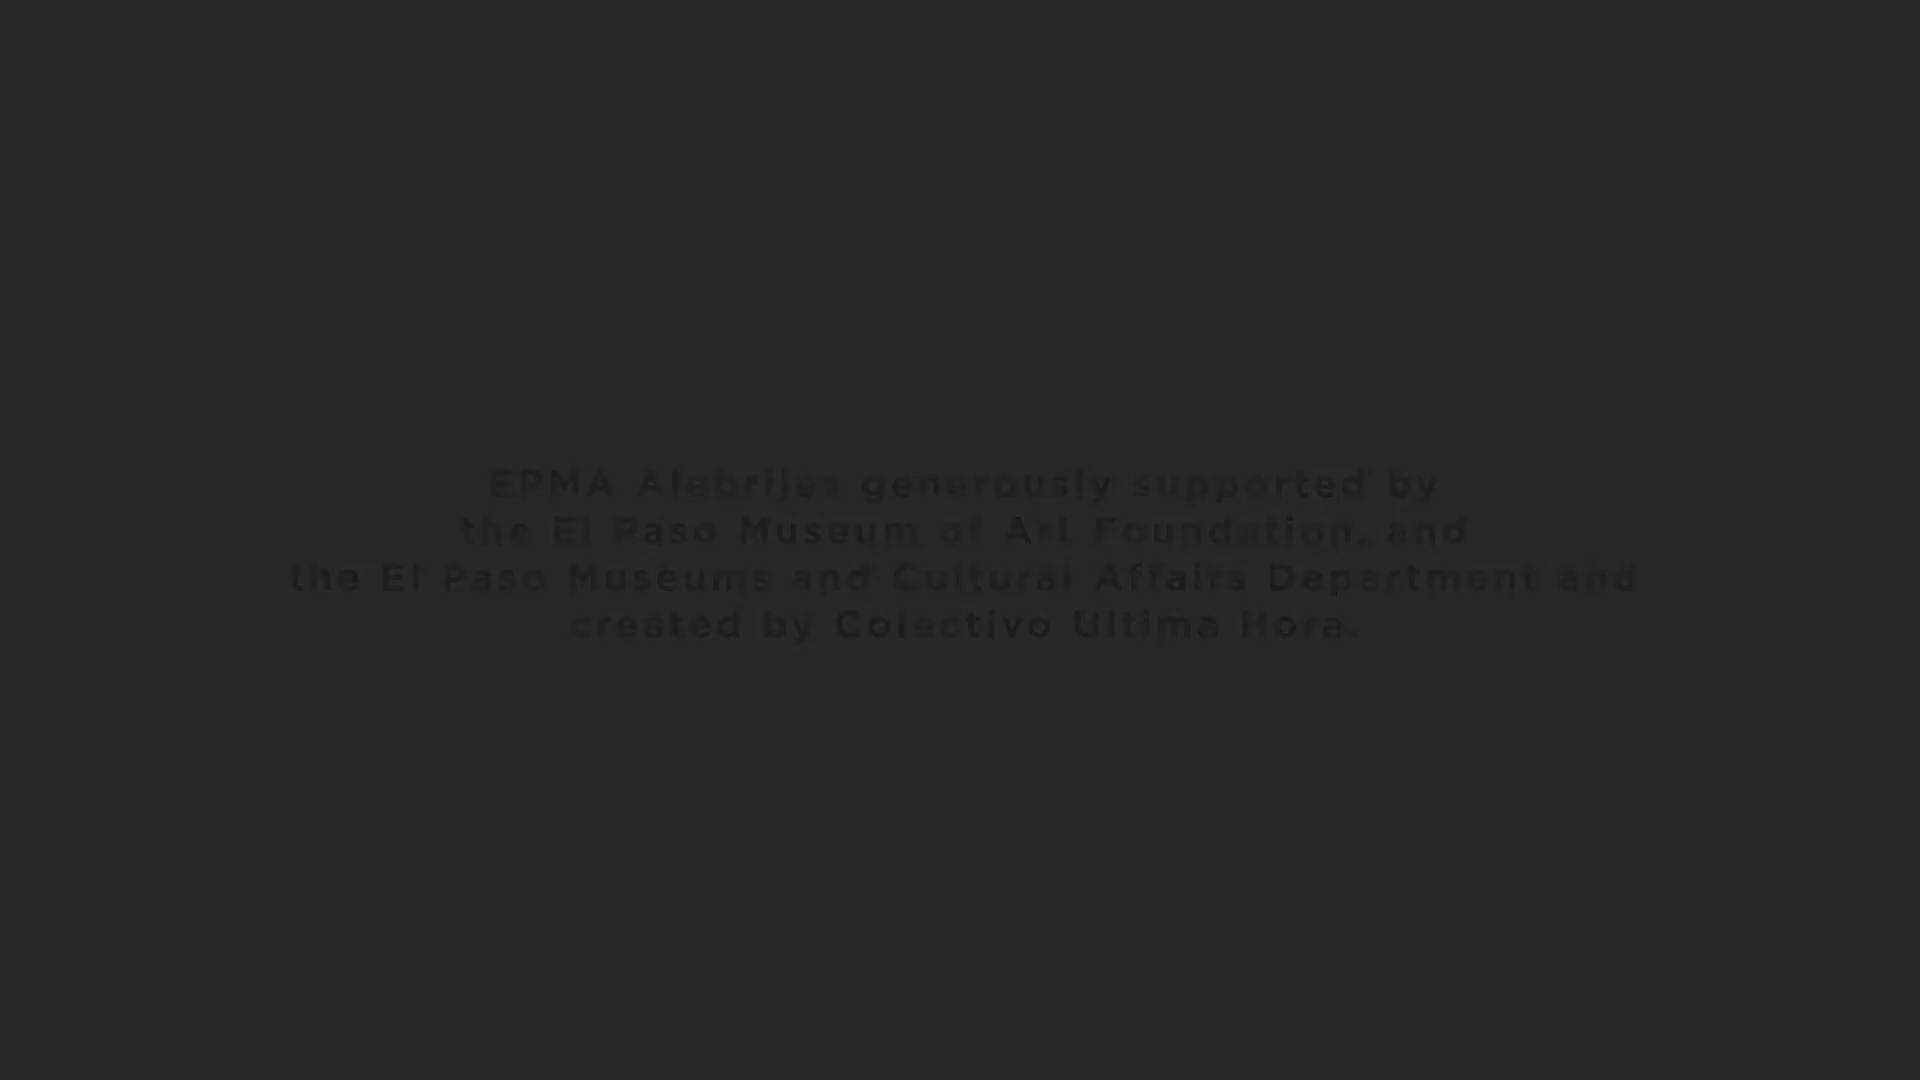 EPMA Alebrijes generously supported by
the El Paso Museum of Art Foundation, and
the El Paso Museums and Cultural Affairs Department and
created by Colectivo Ultima Hora.